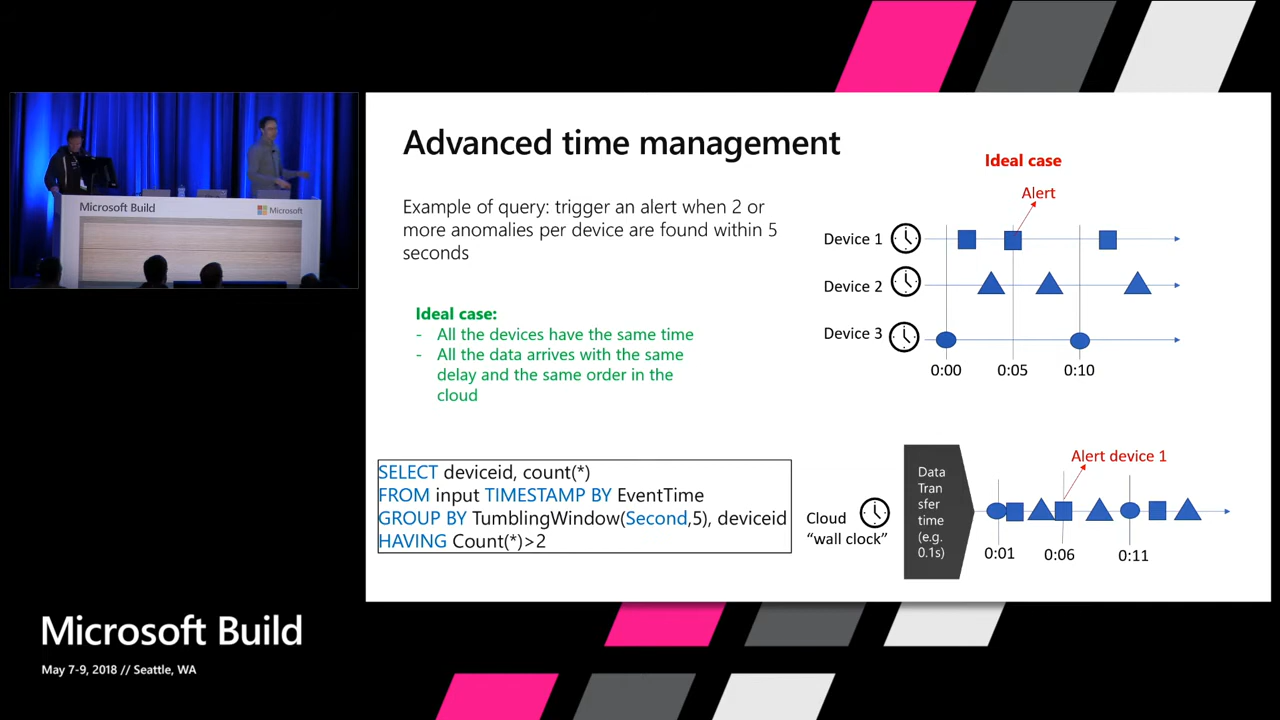 Advanced time management
Example of query: trigger an alert when 2 or
more anomalies per device are found within 5
seconds
Ideal case:
- All the devices have the same time
- All the data arrives with the same
delay and the same order in the
cloud
SELECT deviceid, count(*)
FROM input TIMESTAMP BY EventTime
GROUP BY TumblingWindow(Second,5), deviceid
HAVING Count(*)>2
Ideal case
Alert
Device 1
Device 2
Device 3
0:00 0:05 0:10
Alert device 1
Data
Tran
sfer
time
(e.g.
0.1s)
Cloud
“wall clock”
0:01 0:06 0:11
Microsoft Build
Microsoft
Microsoft Build
May 7-9, 2018 // Seattle, WA